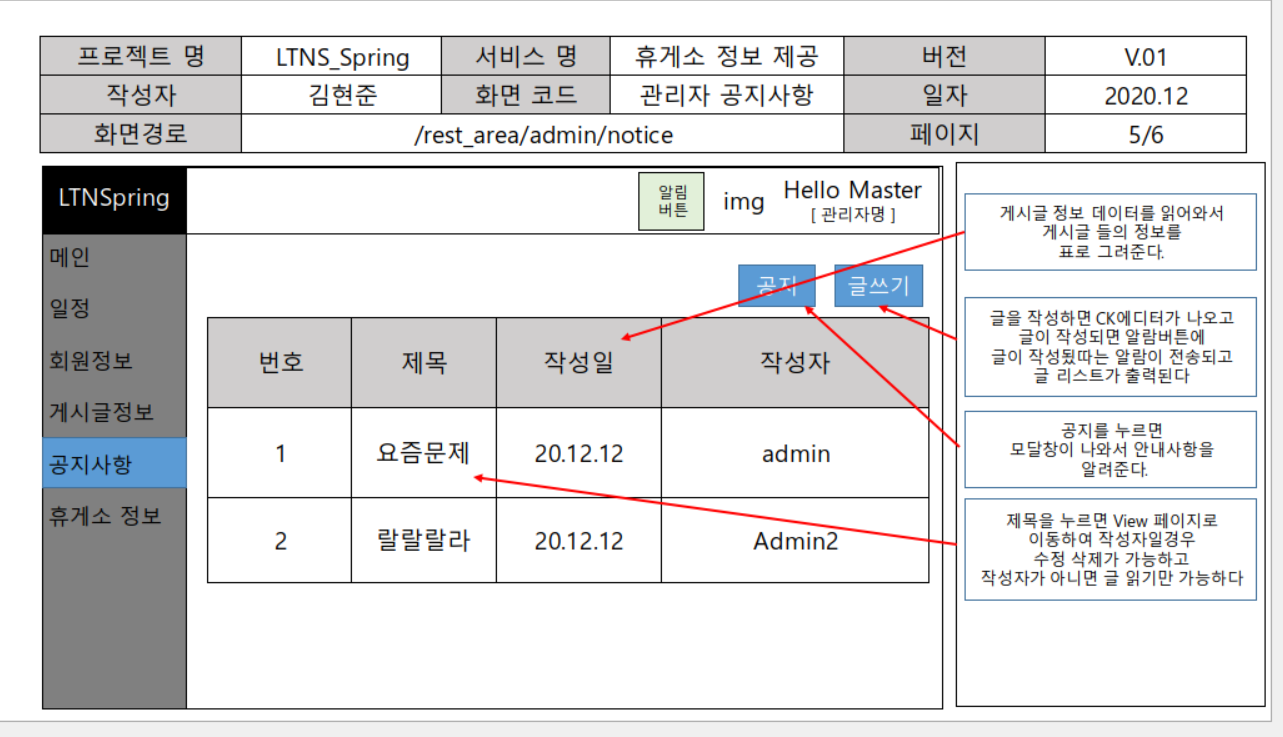 프로젝트 명 LTNS_Spring 서비스 명 휴게소 정보 제공 버전 V.01
작성자 김현준 화면 코드 관리자 공지사항 일자 2020.12
화면경로 /rest_area/admin/notice 페이지 5/6
LTNSpring
알림
버튼
img
Hello Master
[ 관리자명 ]
메인
일정
회원정보
게시글정보
공지사항
휴게소 정보
공지
글쓰기
번호 제목 작성일 작성자
1 요즘문제 20.12.12 admin
2 랄랄랄라 20.12.12 Admin2
게시글 정보 데이터를 읽어와서
게시글 들의 정보를
표로 그려준다.
글을 작성하면 CK에디터가 나오고
글이 작성되면 알람버튼에
글이 작성됬따는 알람이 전송되고
글 리스트가 출력된다
공지를 누르면
모달창이 나와서 안내사항을
알려준다.
제목을 누르면 View 페이지로
이동하여 작성자일경우
수정 삭제가 가능하고
작성자가 아니면 글 읽기만 가능하다